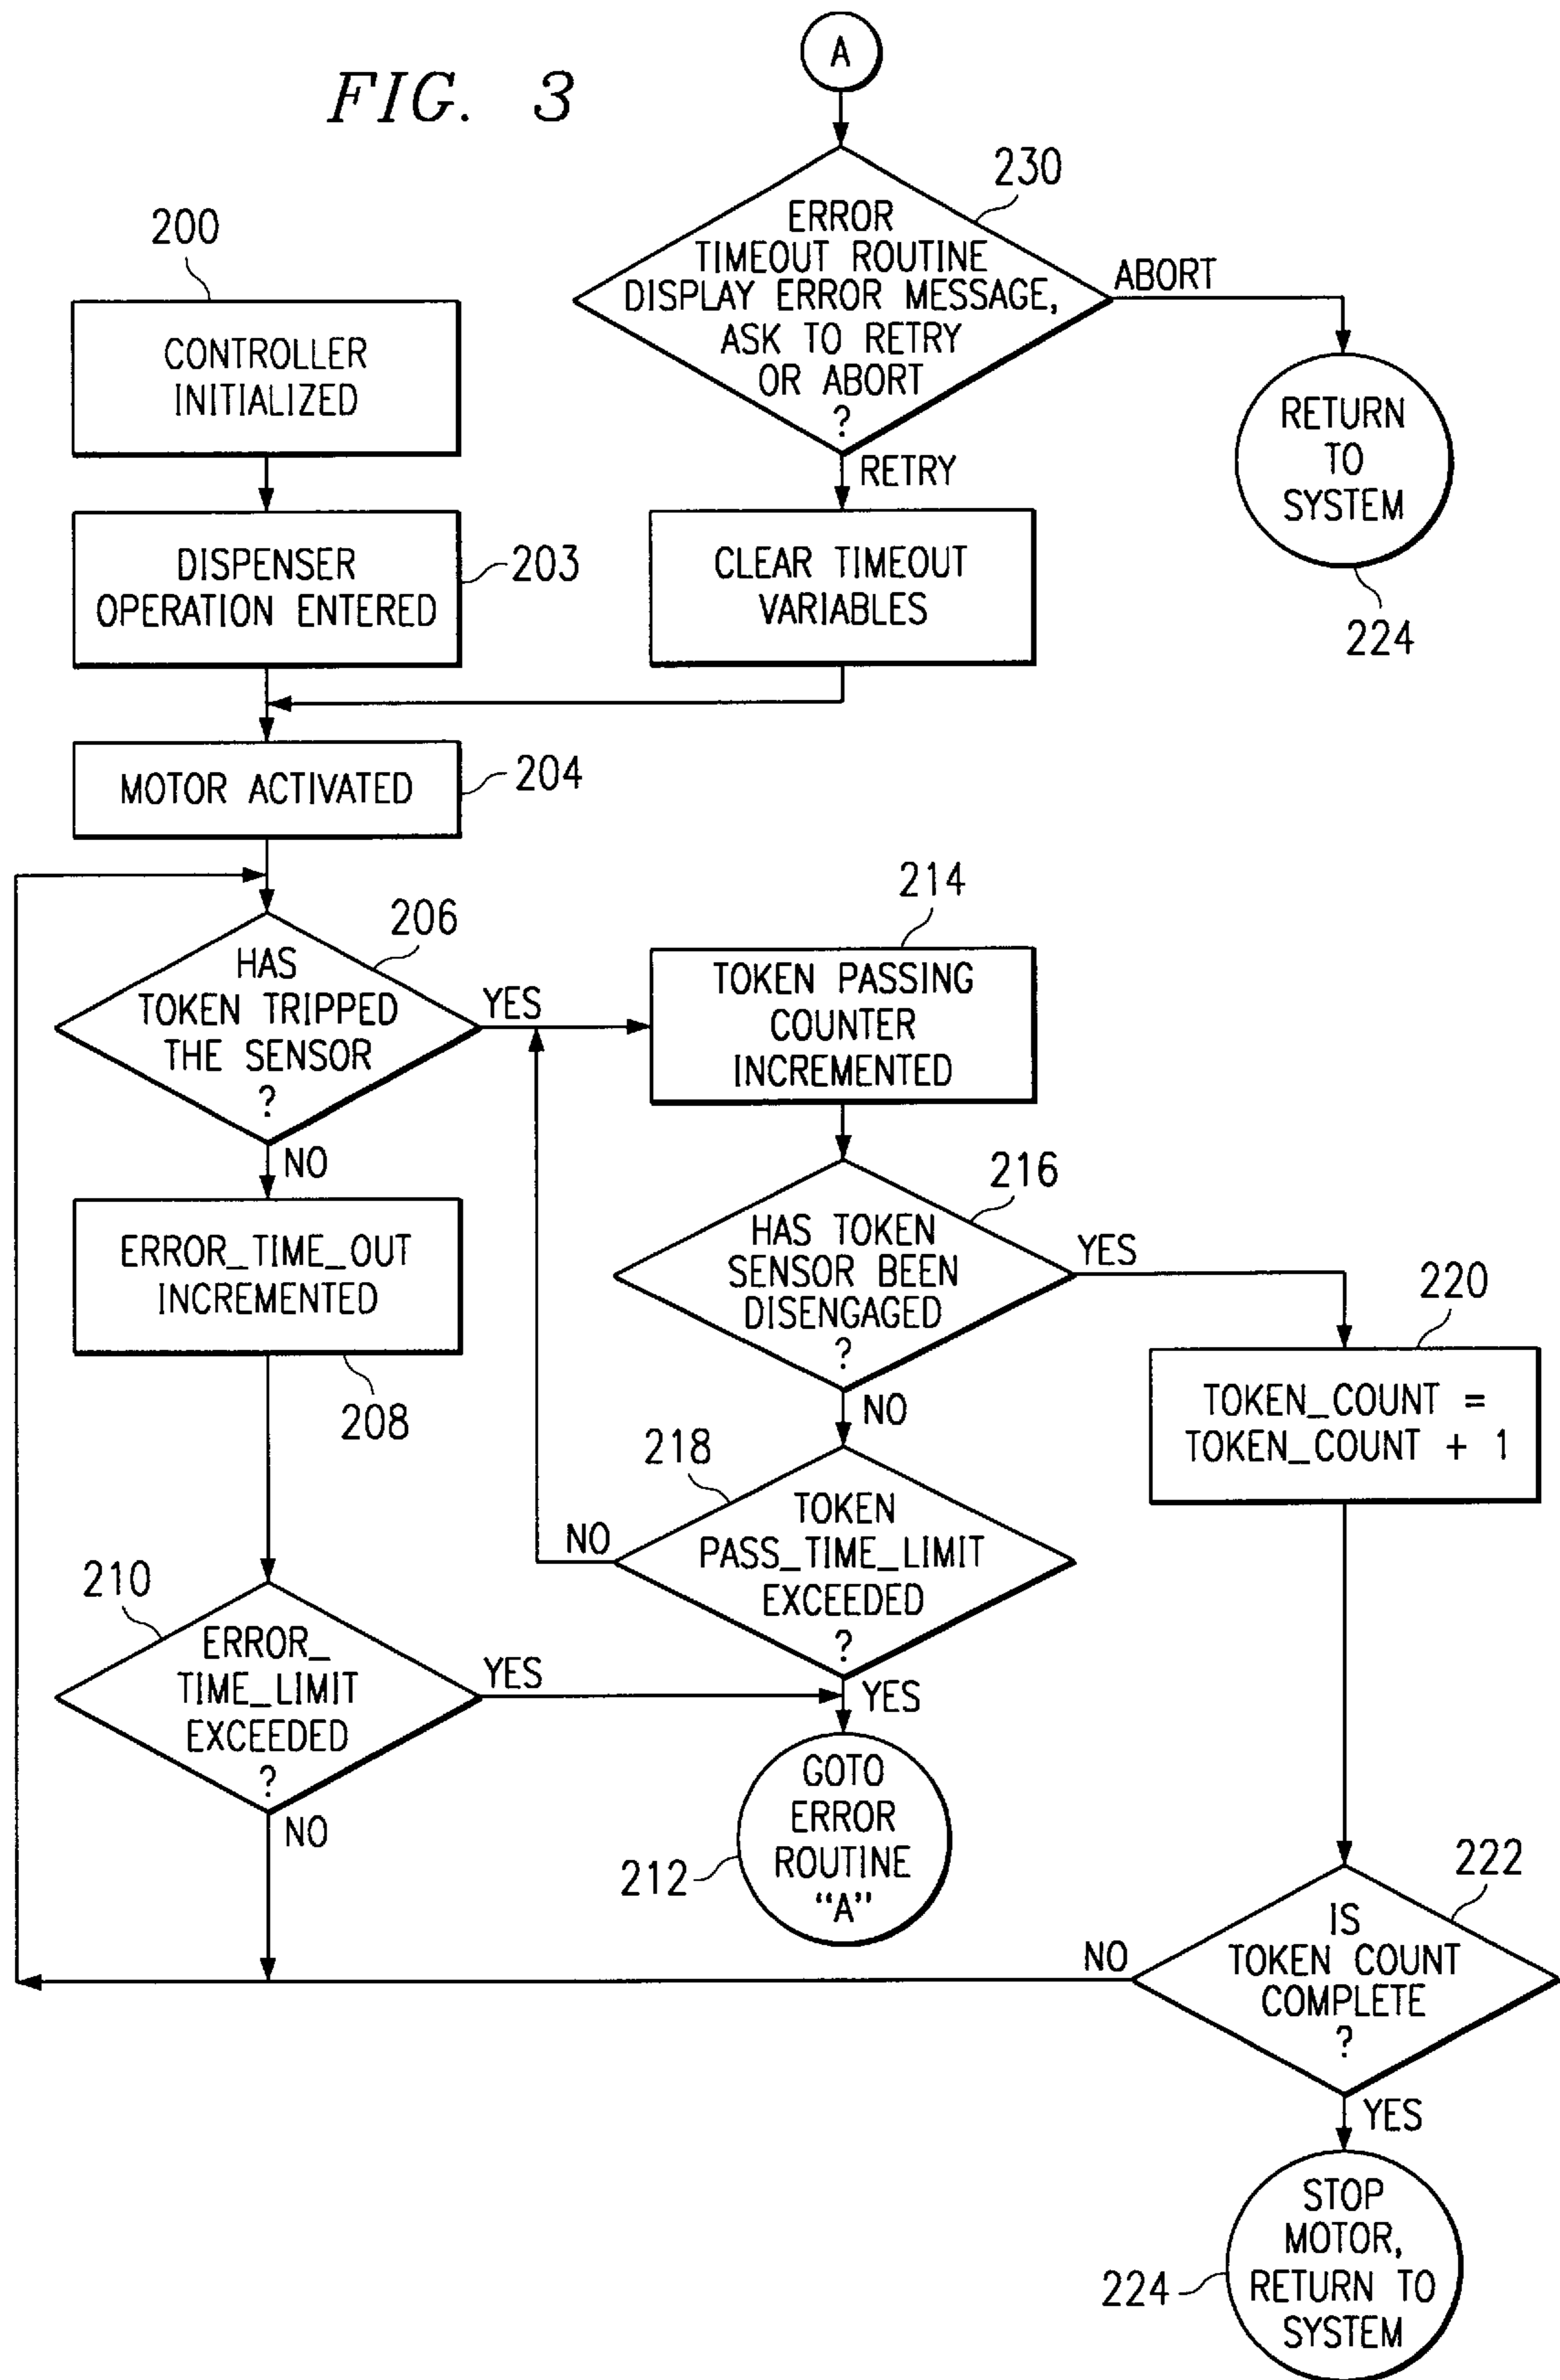 FIG. 3
A
230
ERROR
TIMEOUT ROUTINE
DISPLAY ERROR MESSAGE,
ASK TO RETRY
OR ABORT
?
ABORT
RETURN
TO
SYSTEM
224
RETRY
CLEAR TIMEOUT
VARIABLES
200
CONTROLLER
INITIALIZED
DISPENSER
OPERATION ENTERED
203
MOTOR ACTIVATED
204
206
HAS
TOKEN TRIPPED
THE SENSOR
?
YES
NO
214
TOKEN PASSING
COUNTER
INCREMENTED
ERROR_TIME_OUT
INCREMENTED
208
216
HAS TOKEN
SENSOR BEEN
DISENGAGED
?
YES
NO
220
TOKEN_COUNT =
TOKEN_COUNT + 1
218
TOKEN
PASS_TIME_LIMIT
EXCEEDED
?
NO
YES
210
ERROR_
TIME_LIMIT
EXCEEDED
?
YES
NO
GOTO
ERROR
ROUTINE
"A"
212
222
IS
TOKEN COUNT
COMPLETE
?
NO
YES
STOP
MOTOR,
RETURN TO
SYSTEM
224